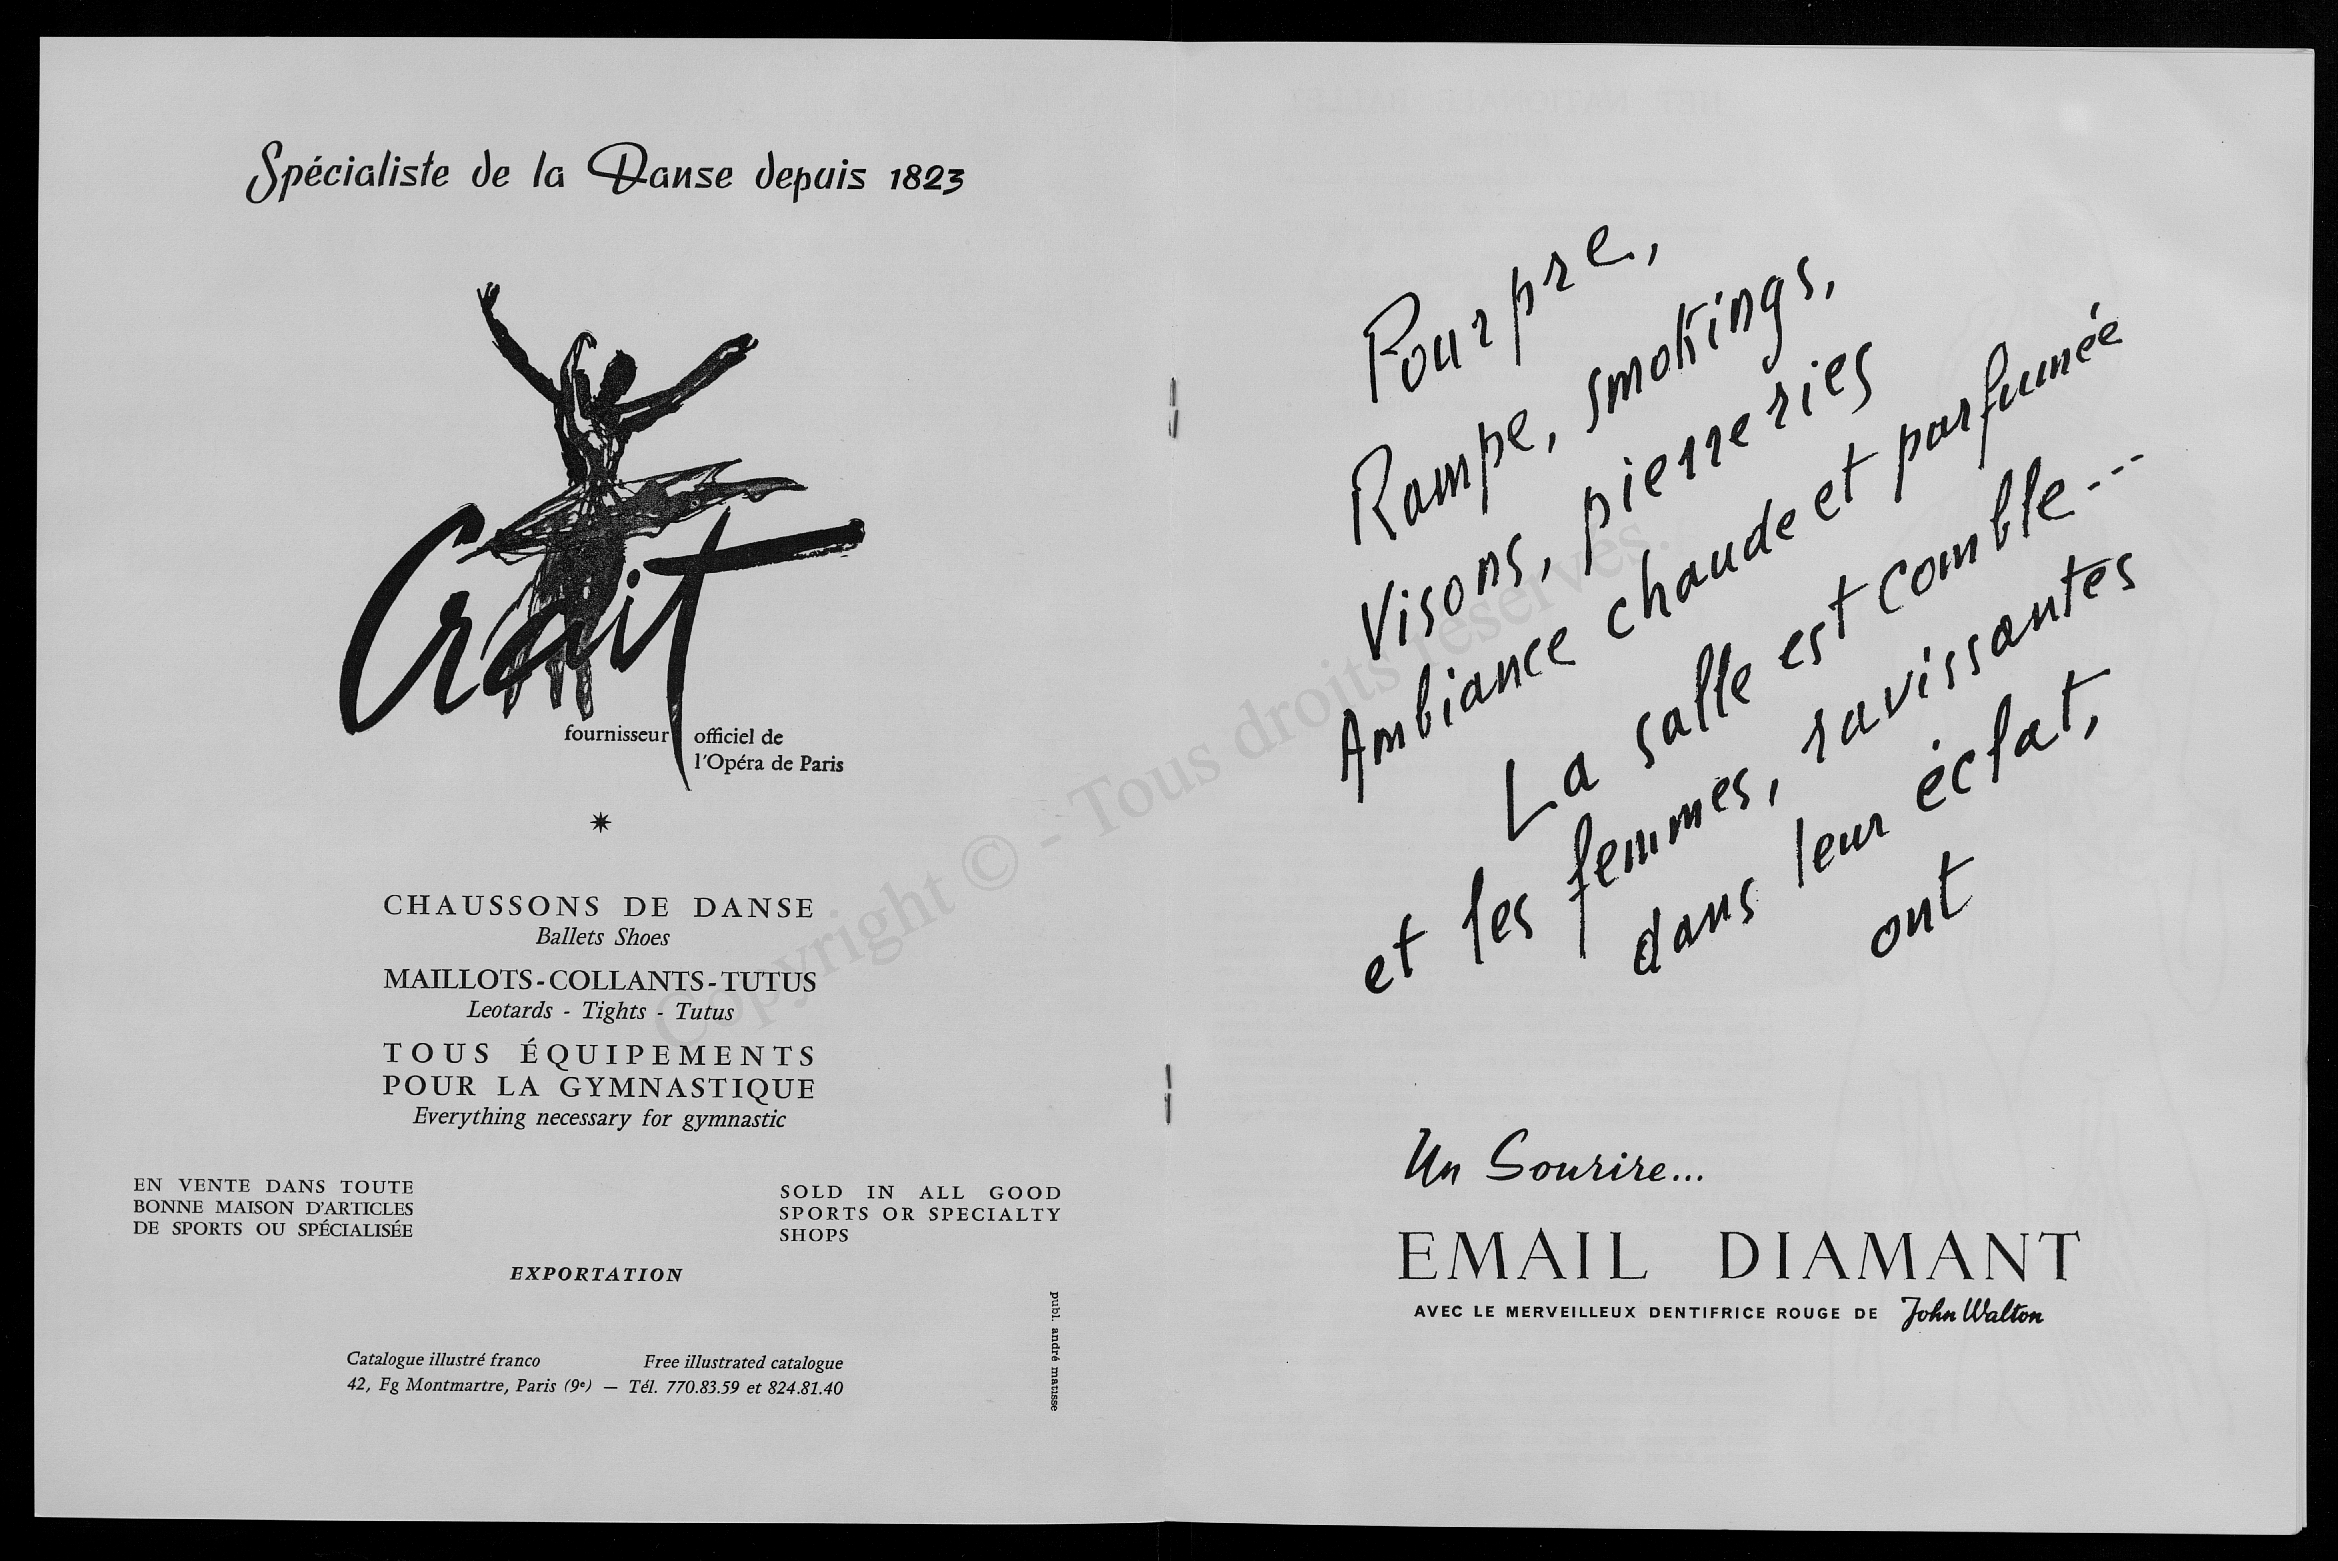 Spécialiste de la Danse depuis 1823
Crait
fournisseur officiel de
l'Opéra de Paris
CHAUSSONS DE DANSE
Ballets Shoes
MAILLOTS-COLLANTS-TUTUS
Leotards - Tights - Tutus
TOUS ÉQUIPEMENTS
POUR LA GYMNASTIQUE
Everything necessary for gymnastic
EN VENTE DANS TOUTE
BONNE MAISON D'ARTICLES
DE SPORTS OU SPÉCIALISÉE
SOLD IN ALL GOOD
SPORTS OR SPECIALTY
SHOPS
EXPORTATION
Catalogue illustré franco Free illustrated catalogue
42, Fg Montmartre, Paris (9e) — Tél. 770.83.59 et 824.81.40
publ. andré matisse
Pourpre,
Rampe, smokings,
Visons, pierreries
Ambiance chaude et parfumée
La salle est comble...
et les femmes, ravissantes
dans leur éclat,
ont
Un Sourire...
EMAIL DIAMANT
AVEC LE MERVEILLEUX DENTIFRICE ROUGE DE John Walton
Copyright © - Tous droits réservés.